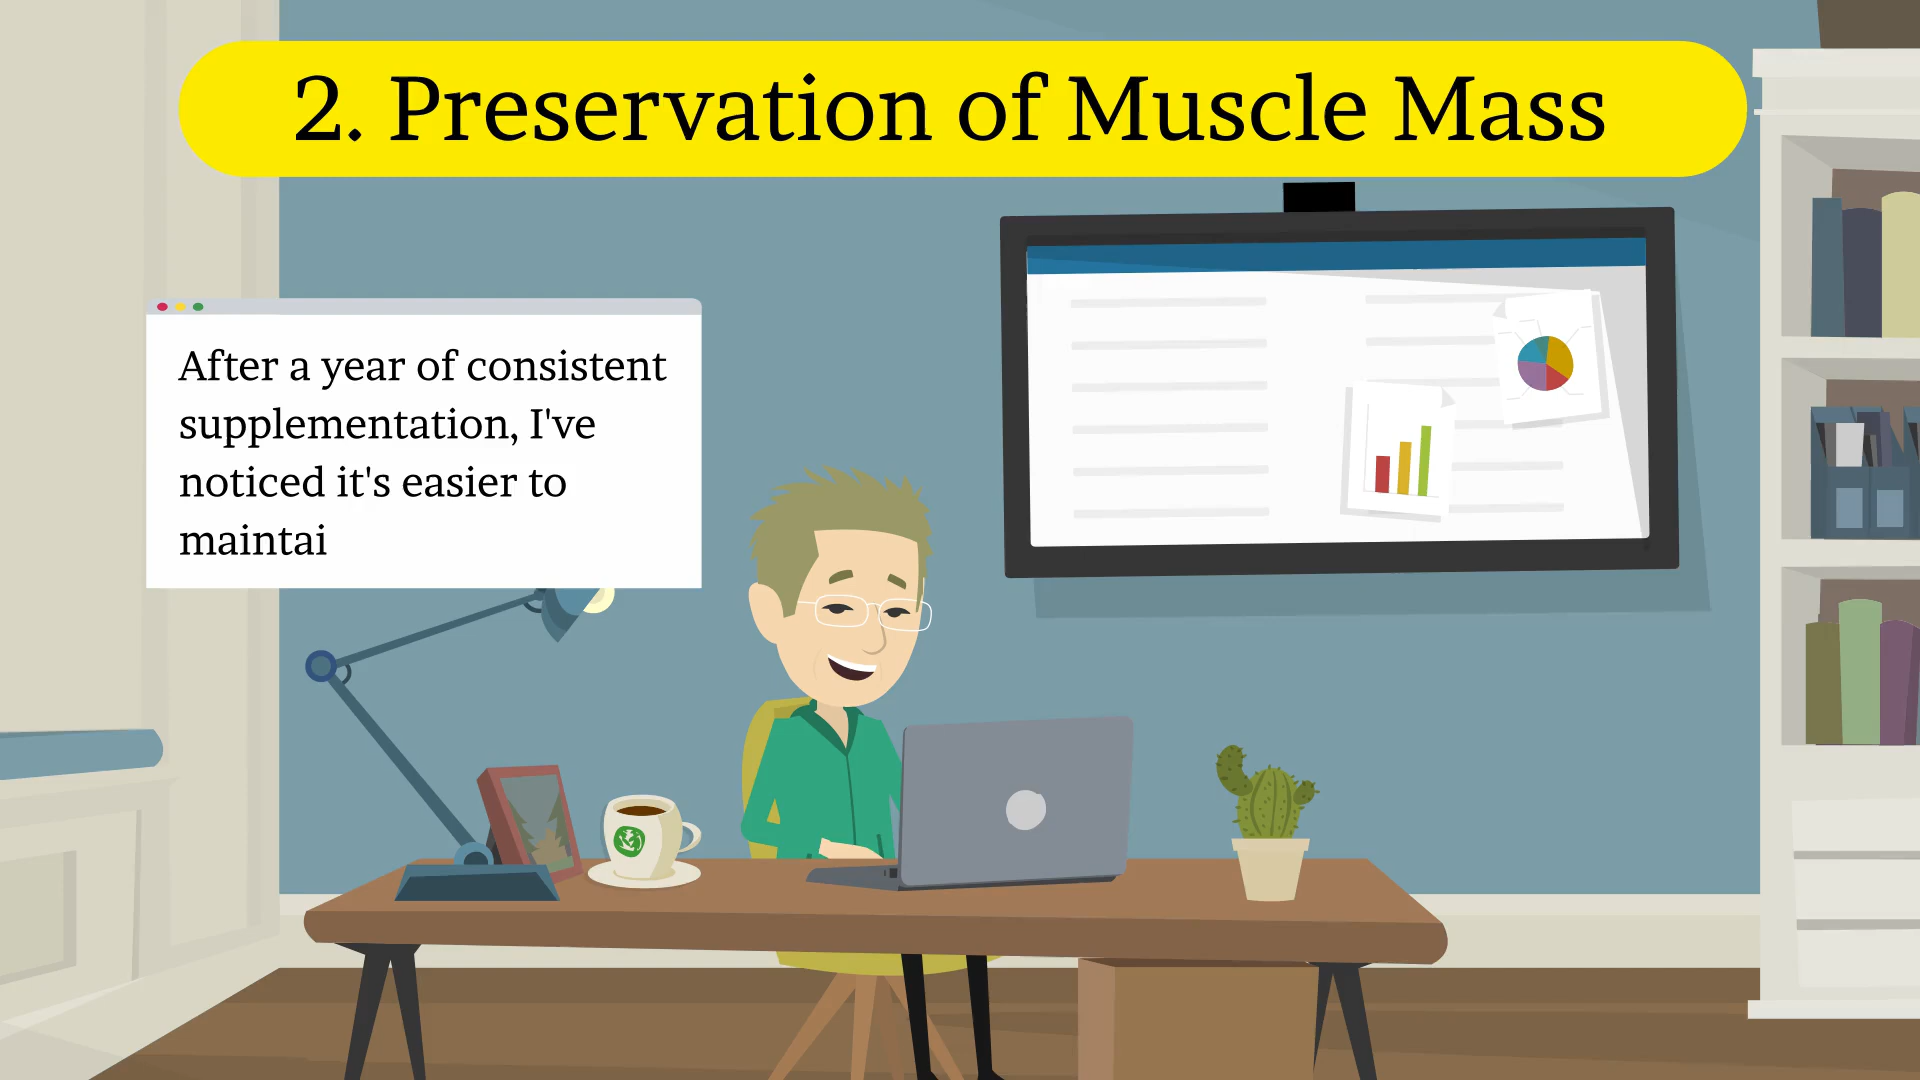 2. Preservation of Muscle Mass
After a year of consistent
supplementation, I've
noticed it's easier to
maintai